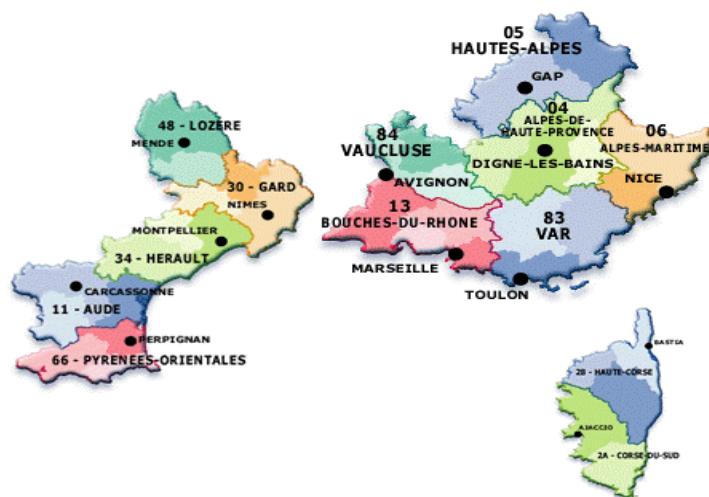 48 - LOZÈRE
MENDE
30 - GARD
NIMES
MONTPELLIER
34 - HERAULT
CARCASSONNE
11 - AUDE
PERPIGNAN
66 - PYRENEES-ORIENTALES
05
HAUTES-ALPES
GAP
04
ALPES-DE-
HAUTE-PROVENCE
DIGNE-LES-BAINS
06
ALPES-MARITIME
NICE
84
VAUCLUSE
AVIGNON
13
BOUCHES-DU-RHONE
MARSEILLE
83
VAR
TOULON
BASTIA
2B - HAUTE-CORSE
AJACCIO
2A - CORSE-DU-SUD